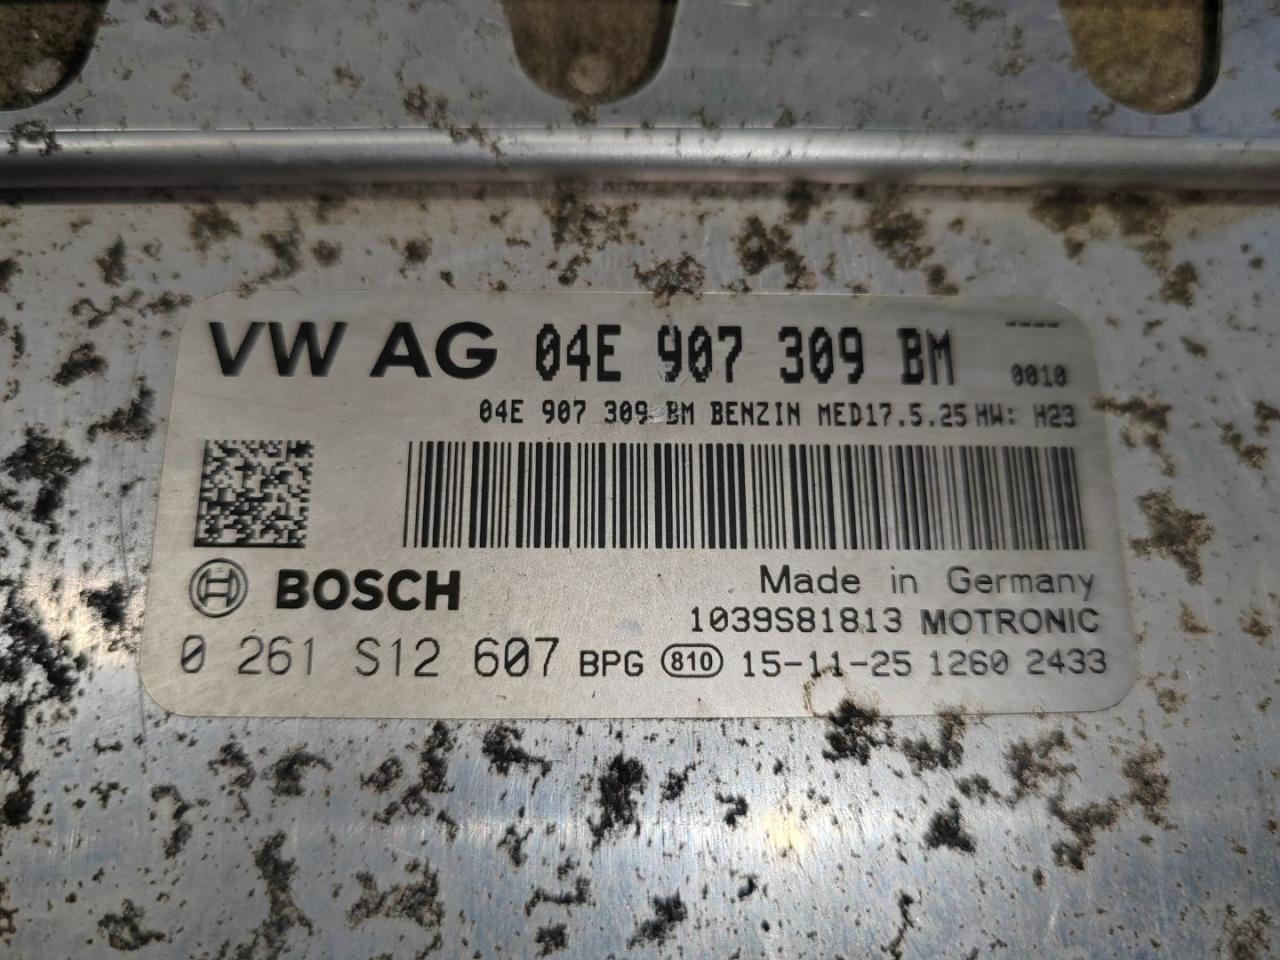 VW AG 04E 907 309 BM ----
0010
04E 907 309 BM BENZIN MED17.5.25 HW: H23
BOSCH
Made in Germany
1039S81813 MOTRONIC
0 261 S12 607 BPG 810 15-11-25 1260 2433